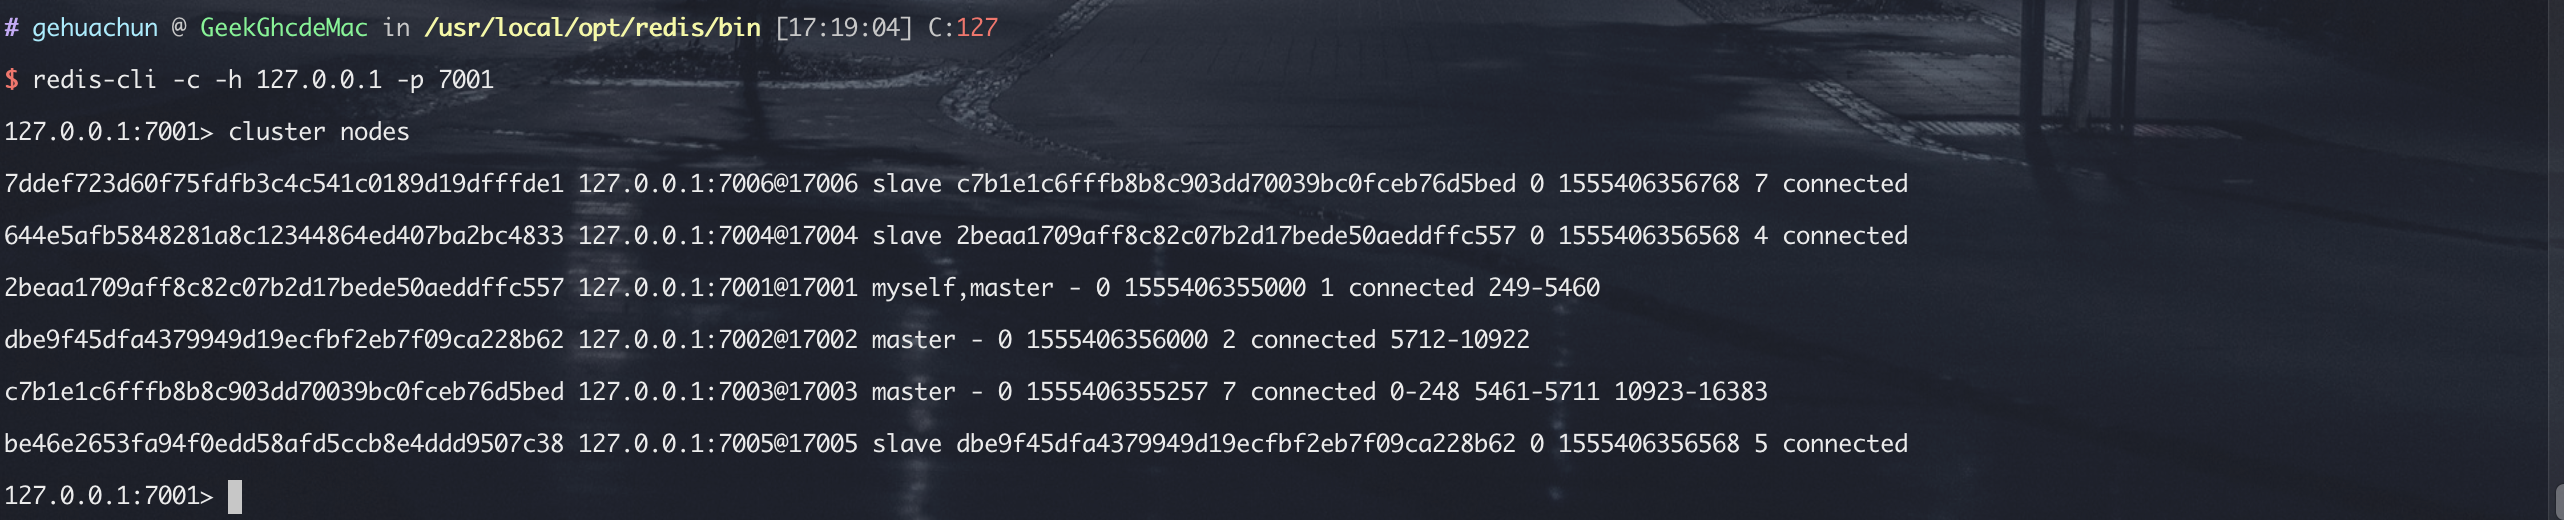 # gehuachun @ GeekGhcdeMac in /usr/local/opt/redis/bin [17:19:04] C:127
$ redis-cli -c -h 127.0.0.1 -p 7001
127.0.0.1:7001> cluster nodes
7ddef723d60f75fdfb3c4c541c0189d19dfffde1 127.0.0.1:7006@17006 slave c7b1e1c6fffb8b8c903dd70039bc0fceb76d5bed 0 1555406356768 7 connected
644e5afb5848281a8c12344864ed407ba2bc4833 127.0.0.1:7004@17004 slave 2beaa1709aff8c82c07b2d17bede50aeddffc557 0 1555406356568 4 connected
2beaa1709aff8c82c07b2d17bede50aeddffc557 127.0.0.1:7001@17001 myself,master - 0 1555406355000 1 connected 249-5460
dbe9f45dfa4379949d19ecfbf2eb7f09ca228b62 127.0.0.1:7002@17002 master - 0 1555406356000 2 connected 5712-10922
c7b1e1c6fffb8b8c903dd70039bc0fceb76d5bed 127.0.0.1:7003@17003 master - 0 1555406355257 7 connected 0-248 5461-5711 10923-16383
be46e2653fa94f0edd58afd5ccb8e4ddd9507c38 127.0.0.1:7005@17005 slave dbe9f45dfa4379949d19ecfbf2eb7f09ca228b62 0 1555406356568 5 connected
127.0.0.1:7001>